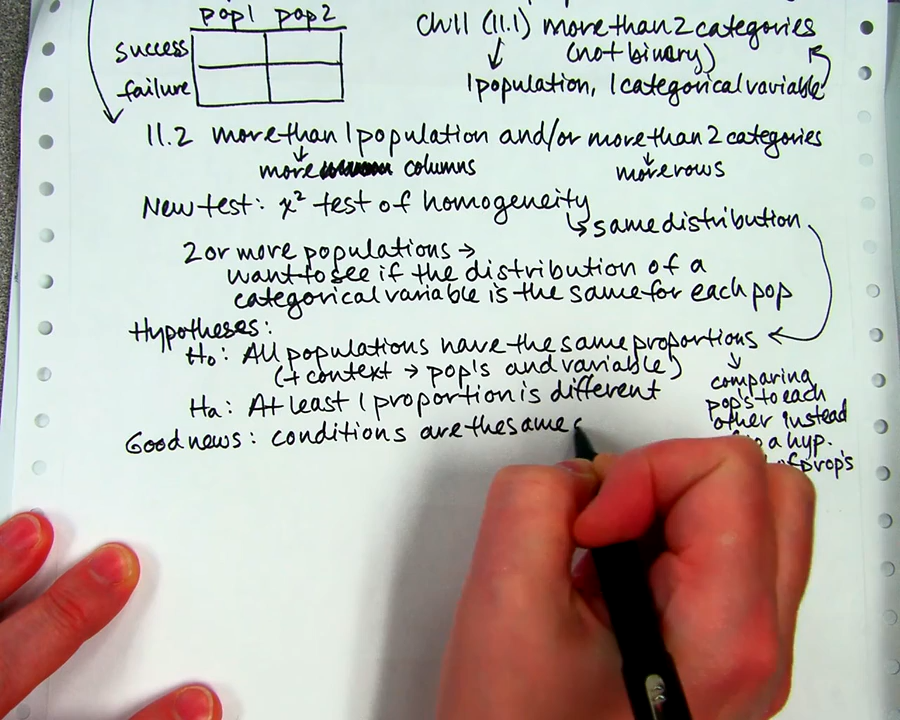 pop1 pop2
success
failure
Ch11 (11.1) more than 2 categories
(not binary)
1 population, 1 categorical variable
11.2 more than 1 population and/or more than 2 categories
more columns
more rows
New test: χ² test of homogeneity
same distribution
2 or more populations →
want to see if the distribution of a
categorical variable is the same for each pop
Hypotheses:
Ho: All populations have the same proportions
(+ context → pop's and variable)
Ha: At least 1 proportion is different
comparing
pop's to each
other instead
a hyp.
of prop's
Good news: conditions are the same